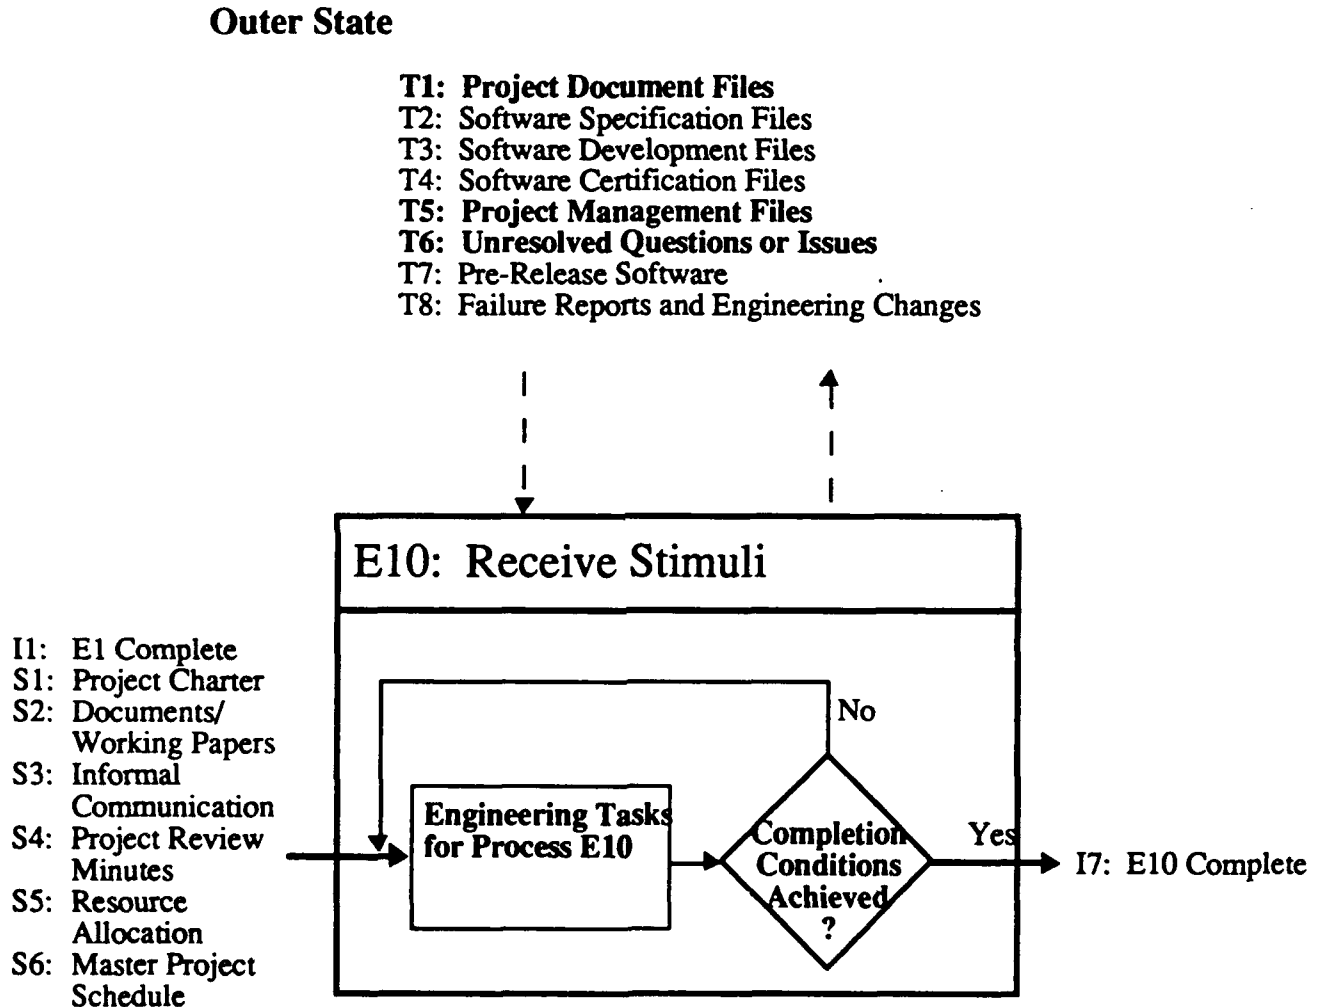 Outer State
T1: Project Document Files
T2: Software Specification Files
T3: Software Development Files
T4: Software Certification Files
T5: Project Management Files
T6: Unresolved Questions or Issues
T7: Pre-Release Software
T8: Failure Reports and Engineering Changes
E10: Receive Stimuli
I1: E1 Complete
S1: Project Charter
S2: Documents/
Working Papers
S3: Informal
Communication
S4: Project Review
Minutes
S5: Resource
Allocation
S6: Master Project
Schedule
No
Engineering Tasks
for Process E10
Completion
Conditions
Achieved
?
Yes
I7: E10 Complete